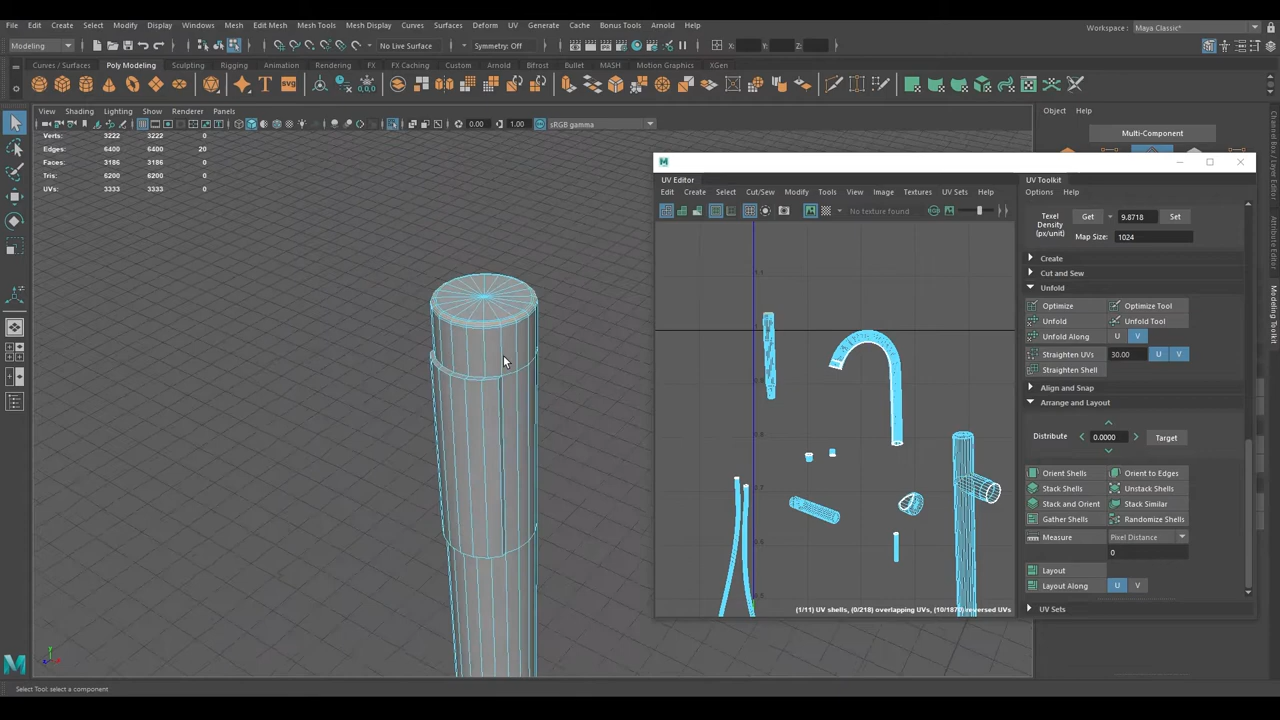 File Edit Create Select Modify Display Windows Mesh Edit Mesh Mesh Tools Mesh Display Curves Surfaces Deform UV Generate Cache Bonus Tools Arnold Help
Workspace : Maya Classic*
Modeling No Live Surface Symmetry: Off X: Y: Z:
Curves / Surfaces Poly Modeling Sculpting Rigging Animation Rendering FX FX Caching Custom Arnold Bifrost Bullet MASH Motion Graphics XGen
View Shading Lighting Show Renderer Panels Object Help
0.00 1.00 sRGB gamma
Multi-Component
Verts: 3222 3222 0
Edges: 6400 6400 20
Faces: 3186 3186 0
Tris: 6200 6200 0
UVs: 3333 3333 0
UV Editor UV Toolkit
Edit Create Select Cut/Sew Modify Tools View Image Textures UV Sets Help Options Help
No texture found
Texel Density (px/unit) Get 9.8718 Set
Map Size: 1024
Create
Cut and Sew
Unfold
Optimize Optimize Tool
Unfold Unfold Tool
Unfold Along U V
Straighten UVs 30.00 U V
Straighten Shell
Align and Snap
Arrange and Layout
Distribute 0.0000 Target
Orient Shells Orient to Edges
Stack Shells Unstack Shells
Stack and Orient Stack Similar
Gather Shells Randomize Shells
Measure Pixel Distance
0
Layout
Layout Along U V
UV Sets
(1/11) UV shells, (0/218) overlapping UVs, (10/1870) reversed UVs
Channel Box / Layer Editor
Attribute Editor
Modeling Toolkit
Select Tool: select a component